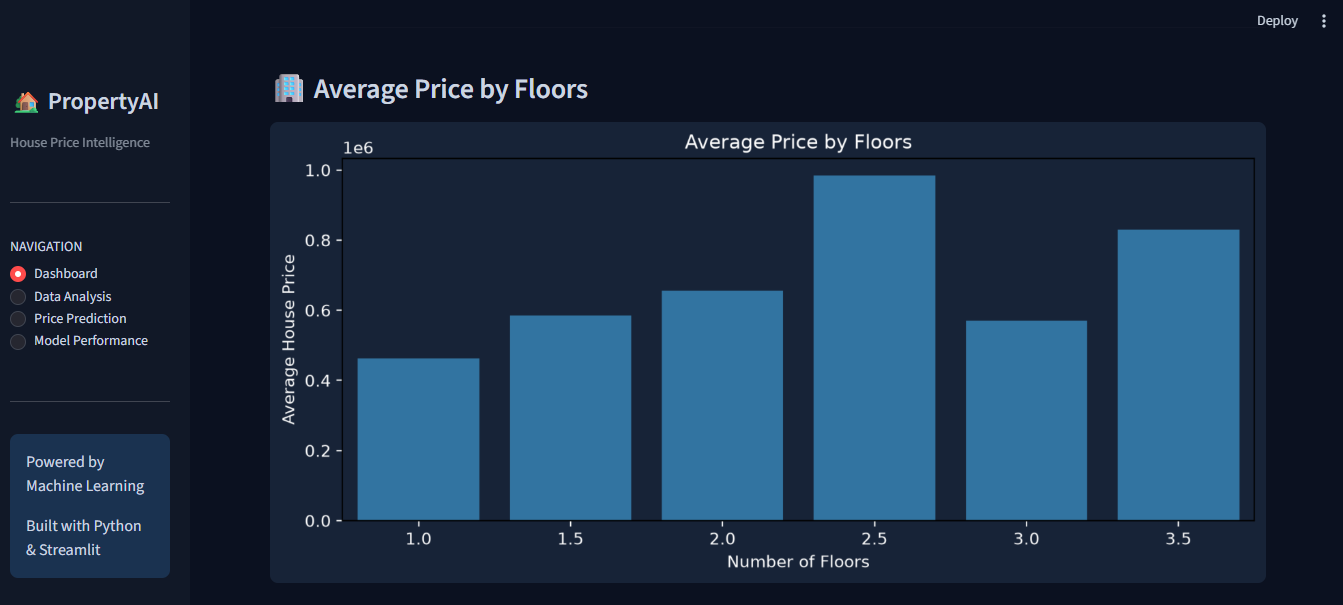 Deploy
🏠 PropertyAI
House Price Intelligence
NAVIGATION
Dashboard
Data Analysis
Price Prediction
Model Performance
Powered by
Machine Learning
Built with Python
& Streamlit
🏢 Average Price by Floors
Average Price by Floors
1e6
1.0
0.8
0.6
0.4
0.2
0.0
Average House Price
1.0 1.5 2.0 2.5 3.0 3.5
Number of Floors